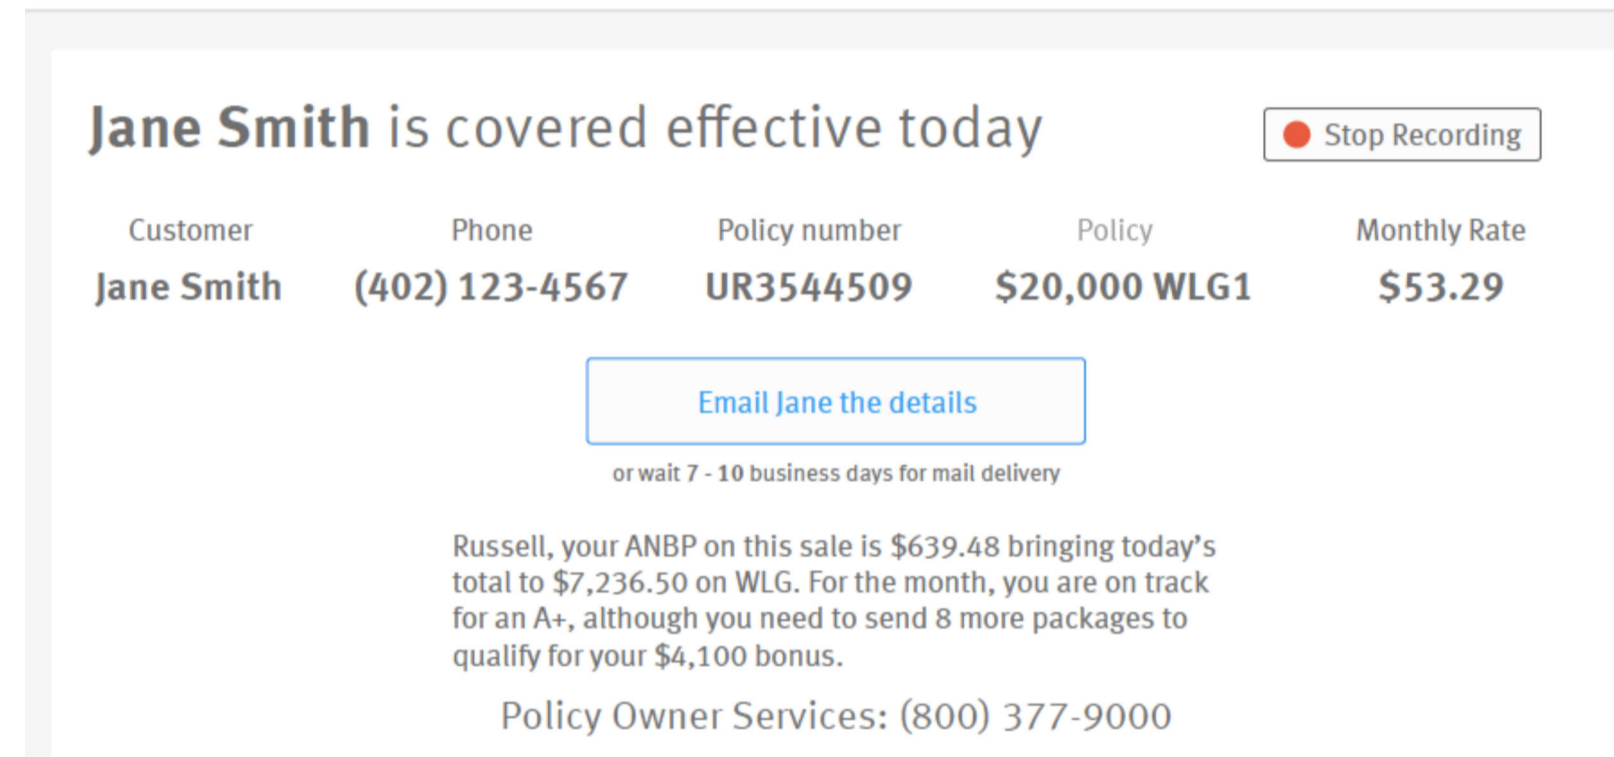 Jane Smith is covered effective today
Stop Recording
Customer Phone Policy number Policy Monthly Rate
Jane Smith (402) 123-4567 UR3544509 $20,000 WLG1 $53.29
Email Jane the details
or wait 7 - 10 business days for mail delivery
Russell, your ANBP on this sale is $639.48 bringing today's
total to $7,236.50 on WLG. For the month, you are on track
for an A+, although you need to send 8 more packages to
qualify for your $4,100 bonus.
Policy Owner Services: (800) 377-9000